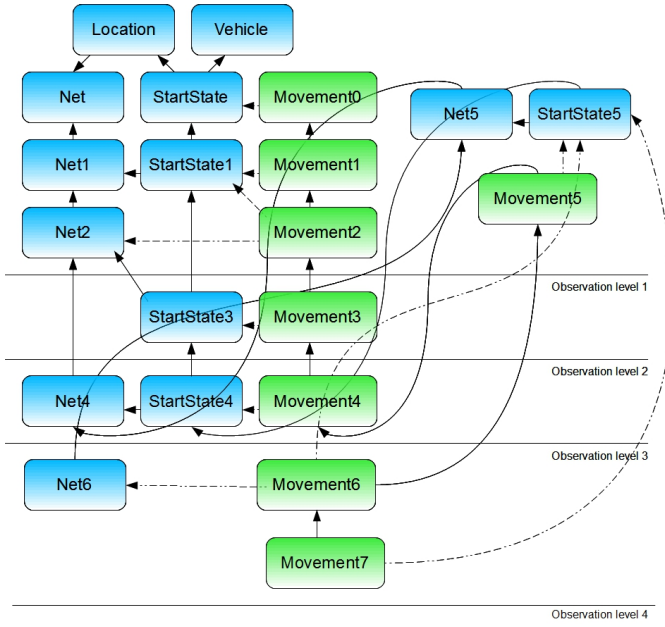 Location
Vehicle
Net
StartState
Movement0
Net5
StartState5
Net1
StartState1
Movement1
Movement5
Net2
Movement2
Observation level 1
StartState3
Movement3
Observation level 2
Net4
StartState4
Movement4
Observation level 3
Net6
Movement6
Movement7
Observation level 4